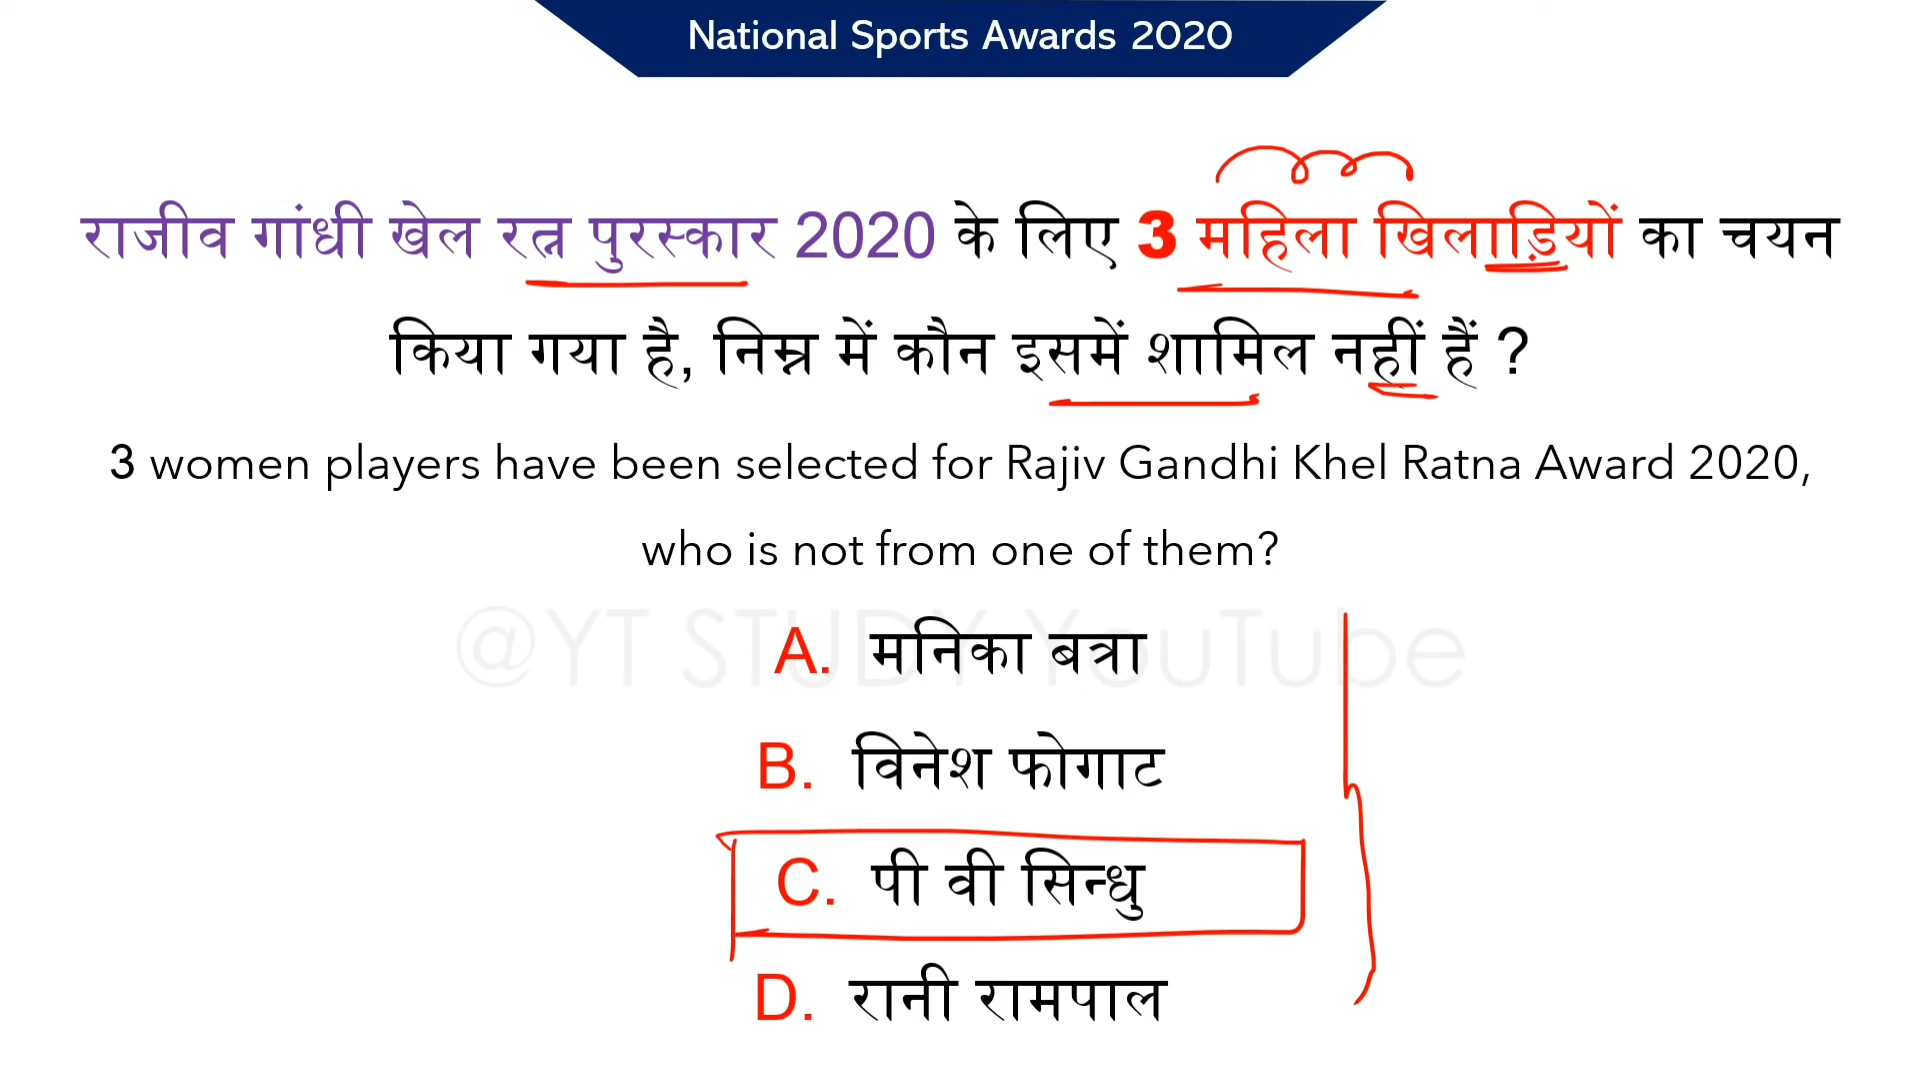 National Sports Awards 2020
राजीव गांधी खेल रत्न पुरस्कार 2020 के लिए 3 महिला खिलाड़ियों का चयन
किया गया है, निम्न में कौन इसमें शामिल नहीं हैं ?
3 women players have been selected for Rajiv Gandhi Khel Ratna Award 2020,
who is not from one of them?
@YT STUDY YouTube
A. मनिका बत्रा
B. विनेश फोगाट
C. पी वी सिन्धु
D. रानी रामपाल